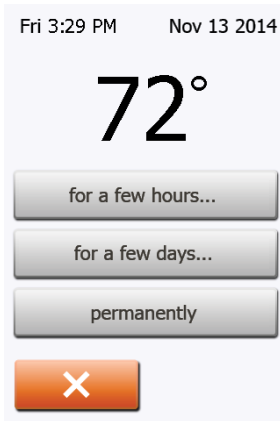 Fri 3:29 PM Nov 13 2014
72°
for a few hours...
for a few days...
permanently